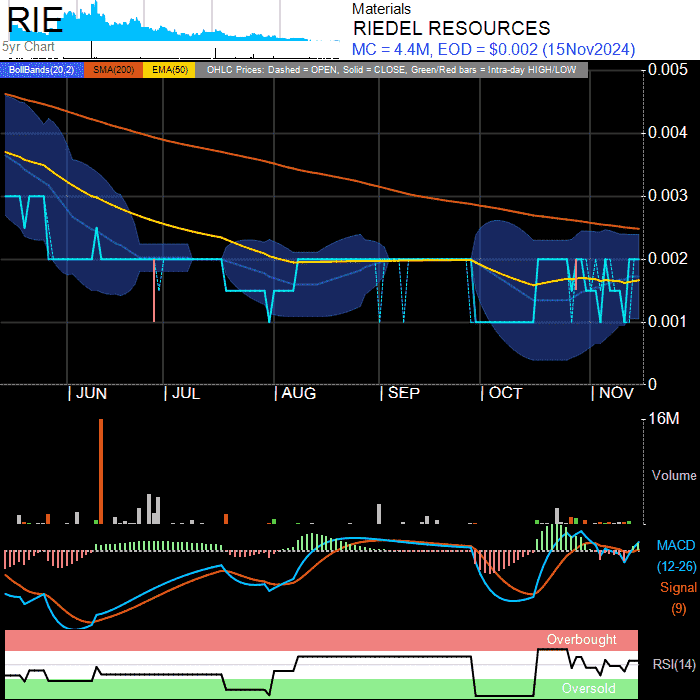 RIE
5yr Chart
Materials
RIEDEL RESOURCES
MC = 4.4M, EOD = $0.002 (15Nov2024)
BollBands(20,2) SMA(200) EMA(50) OHLC Prices: Dashed = OPEN, Solid = CLOSE, Green/Red bars = Intra-day HIGH/LOW
0.005
0.004
0.003
0.002
0.001
0
| JUN | JUL | AUG | SEP | OCT | NOV
16M
Volume
MACD
(12-26)
Signal
(9)
Overbought
RSI(14)
Oversold